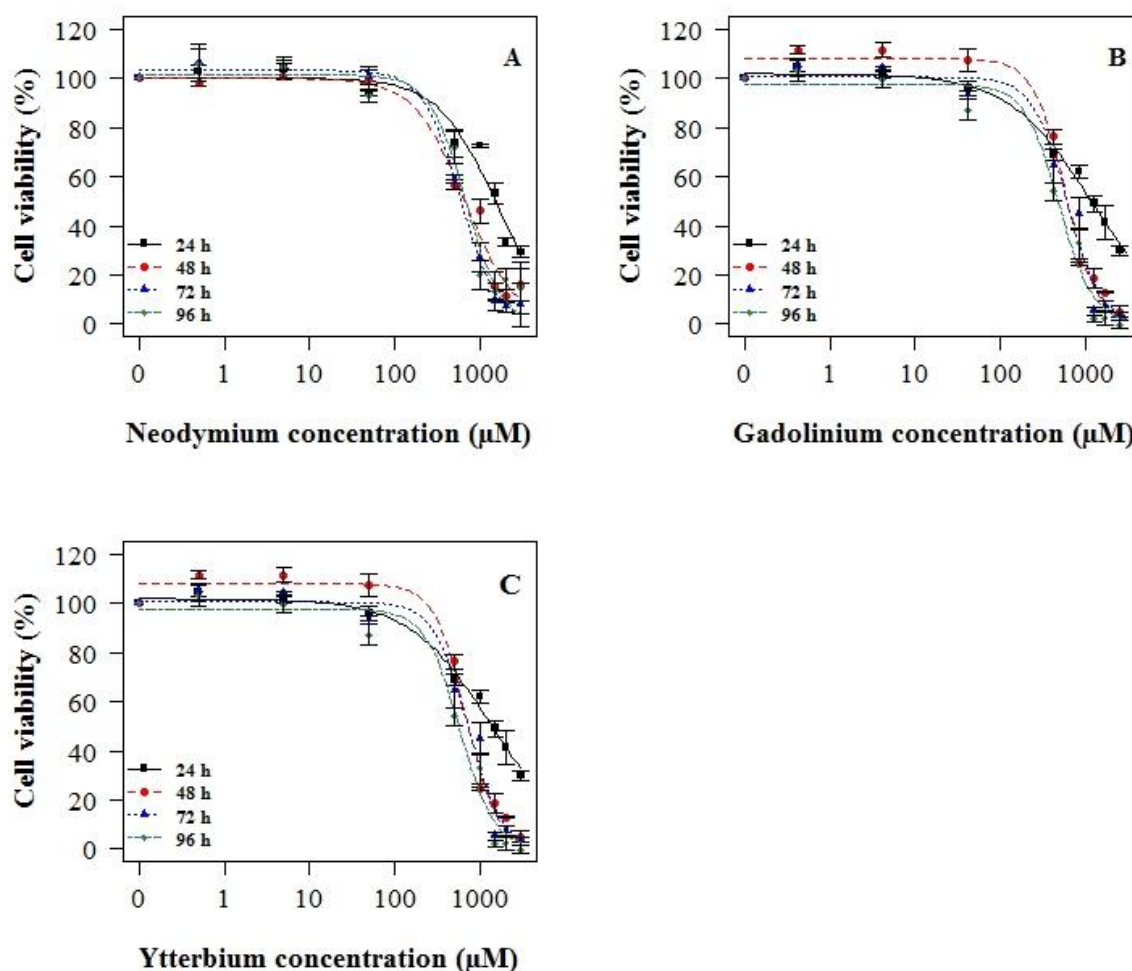 A
Cell viability (%)
120
100
80
60
40
20
0
24 h
48 h
72 h
96 h
0 1 10 100 1000
Neodymium concentration (µM)
B
Cell viability (%)
120
100
80
60
40
20
0
24 h
48 h
72 h
96 h
0 1 10 100 1000
Gadolinium concentration (µM)
C
Cell viability (%)
120
100
80
60
40
20
0
24 h
48 h
72 h
96 h
0 1 10 100 1000
Ytterbium concentration (µM)